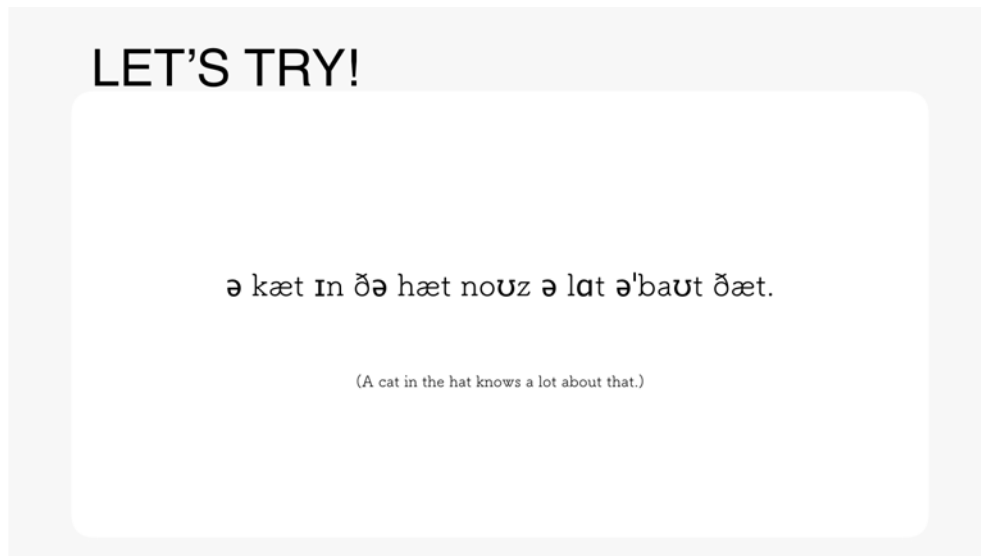 LET’S TRY!
ə kæt ɪn ðə hæt noʊz ə lɑt əˈbaʊt ðæt.
(A cat in the hat knows a lot about that.)